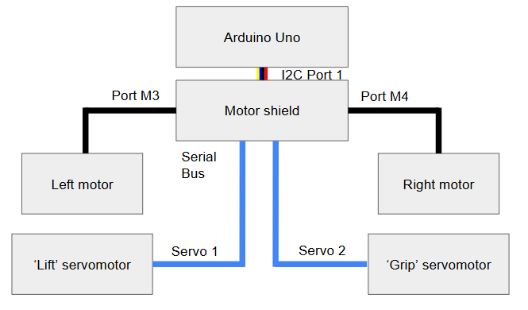 Arduino Uno
I2C Port 1
Port M3
Motor shield
Port M4
Serial
Bus
Left motor
Right motor
Servo 1
Servo 2
‘Lift’ servomotor
‘Grip’ servomotor